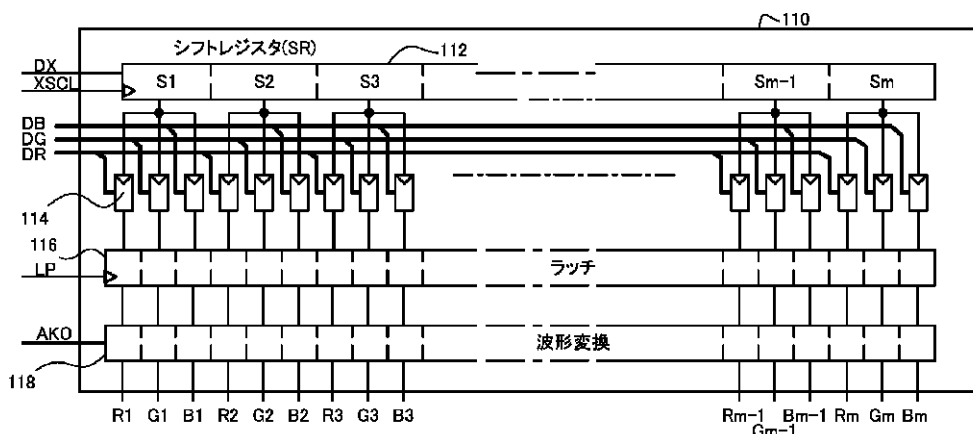 110
シフトレジスタ(SR)
112
DX
XSCL
S1 S2 S3 Sm-1 Sm
DB
DG
DR
114
116
LP
ラッチ
AKO
波形変換
118
R1 G1 B1 R2 G2 B2 R3 G3 B3 Rm-1 Bm-1 Rm Gm Bm
Gm-1